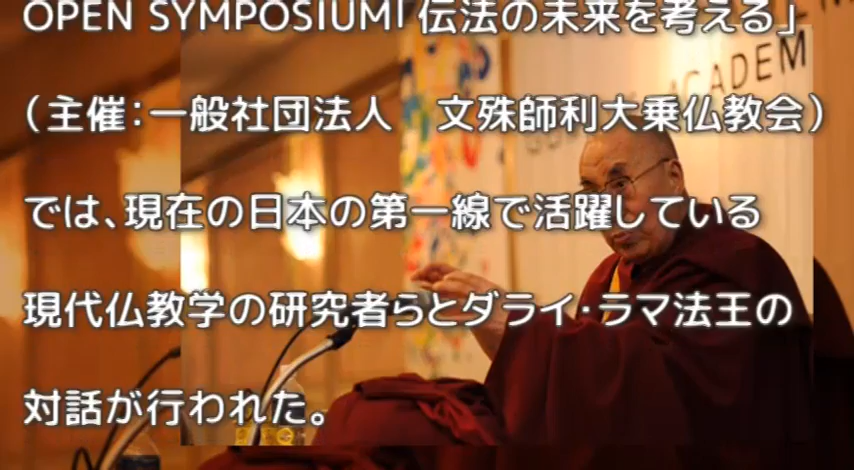 OPEN SYMPOSIUM「伝法の未来を考える」
ACADEM
（主催：一般社団法人　文殊師利大乗仏教会）
では、現在の日本の第一線で活躍している
現代仏教学の研究者らとダライ・ラマ法王の
対話が行われた。